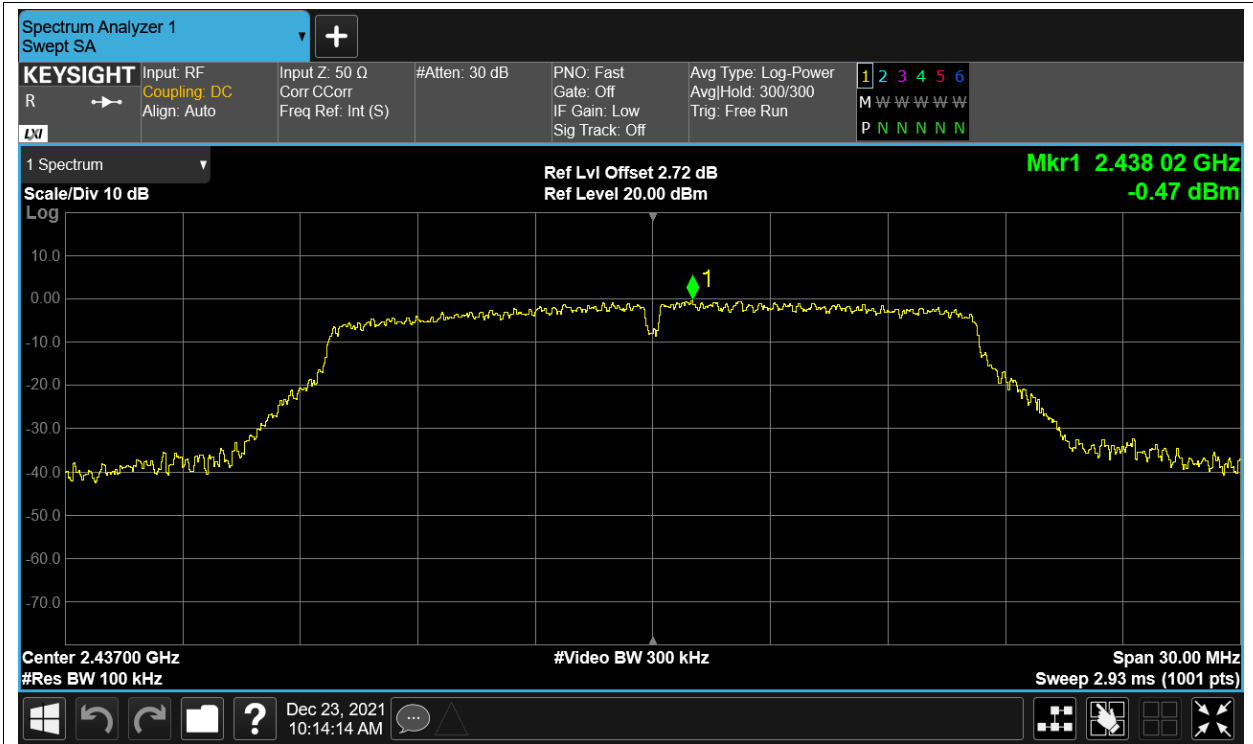 Spectrum Analyzer 1
Swept SA
+
KEYSIGHT
R
LXI
Input: RF
Coupling: DC
Align: Auto
Input Z: 50 Ω
Corr CCorr
Freq Ref: Int (S)
#Atten: 30 dB
PNO: Fast
Gate: Off
IF Gain: Low
Sig Track: Off
Avg Type: Log-Power
Avg|Hold: 300/300
Trig: Free Run
1 2 3 4 5 6
M W W W W W
P N N N N N
1 Spectrum
Scale/Div 10 dB
Ref Lvl Offset 2.72 dB
Ref Level 20.00 dBm
Mkr1 2.438 02 GHz
-0.47 dBm
Log
10.0
0.00
-10.0
-20.0
-30.0
-40.0
-50.0
-60.0
-70.0
1
Center 2.43700 GHz
#Res BW 100 kHz
#Video BW 300 kHz
Span 30.00 MHz
Sweep 2.93 ms (1001 pts)
?
Dec 23, 2021
10:14:14 AM